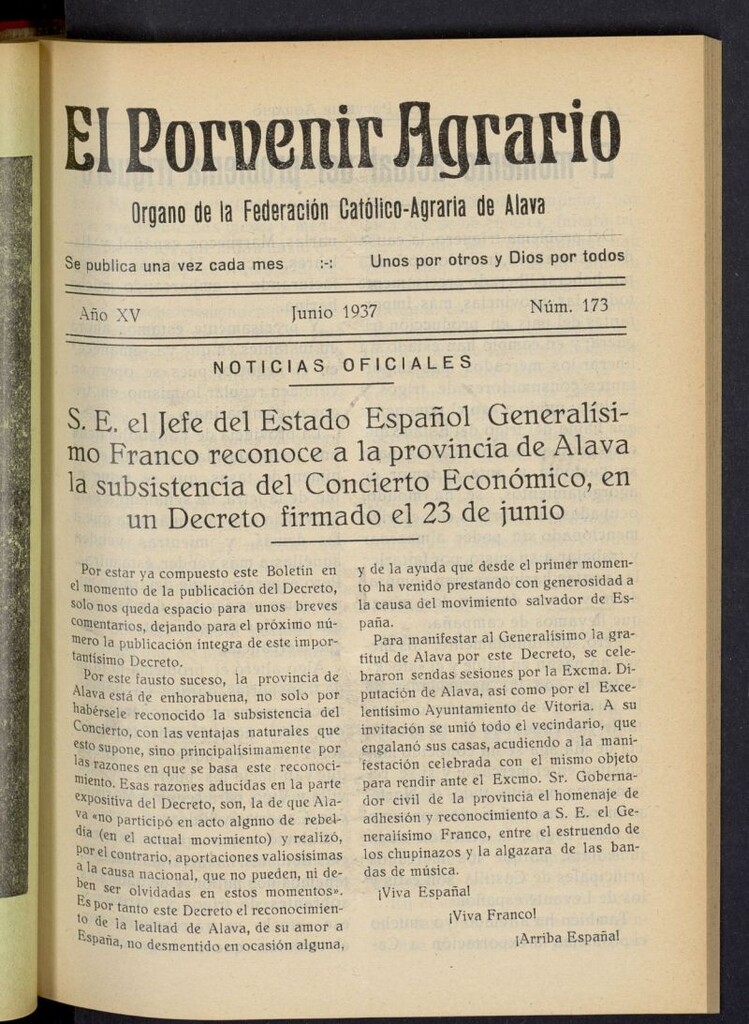 El Porvenir Agrario
Organo de la Federación Católico-Agraria de Alava
Se publica una vez cada mes :-: Unos por otros y Dios por todos
Año XV Junio 1937 Núm. 173
NOTICIAS OFICIALES
S. E. el Jefe del Estado Español Generalísi-
mo Franco reconoce a la provincia de Alava
la subsistencia del Concierto Económico, en
un Decreto firmado el 23 de junio
Por estar ya compuesto este Boletín en
el momento de la publicación del Decreto,
solo nos queda espacio para unos breves
comentarios, dejando para el próximo nú-
mero la publicación íntegra de este impor-
tantísimo Decreto.
Por este fausto suceso, la provincia de
Alava está de enhorabuena, no solo por
habérsele reconocido la subsistencia del
Concierto, con las ventajas naturales que
esto supone, sino principalísimamente por
las razones en que se basa este reconoci-
miento. Esas razones aducidas en la parte
expositiva del Decreto, son, la de que Ala-
va «no participó en acto algnno de rebel-
día (en el actual movimiento) y realizó,
por el contrario, aportaciones valiosísimas
a la causa nacional, que no pueden, ni de-
ben ser olvidadas en estos momentos».
Es por tanto este Decreto el reconocimien-
to de la lealtad de Alava, de su amor a
España, no desmentido en ocasión alguna,
y de la ayuda que desde el primer momen-
to ha venido prestando con generosidad a
la causa del movimiento salvador de Es-
paña.
Para manifestar al Generalísimo la gra-
titud de Alava por este Decreto, se cele-
braron sendas sesiones por la Excma. Di-
putación de Alava, así como por el Exce-
lentísimo Ayuntamiento de Vitoria. A su
invitación se unió todo el vecindario, que
engalanó sus casas, acudiendo a la mani-
festación celebrada con el mismo objeto
para rendir ante el Excmo. Sr. Goberna-
dor civil de la provincia el homenaje de
adhesión y reconocimiento a S. E. el Ge-
neralísimo Franco, entre el estruendo de
los chupinazos y la algazara de las ban-
das de música.
¡Viva España!
¡Viva Franco!
¡Arriba España!